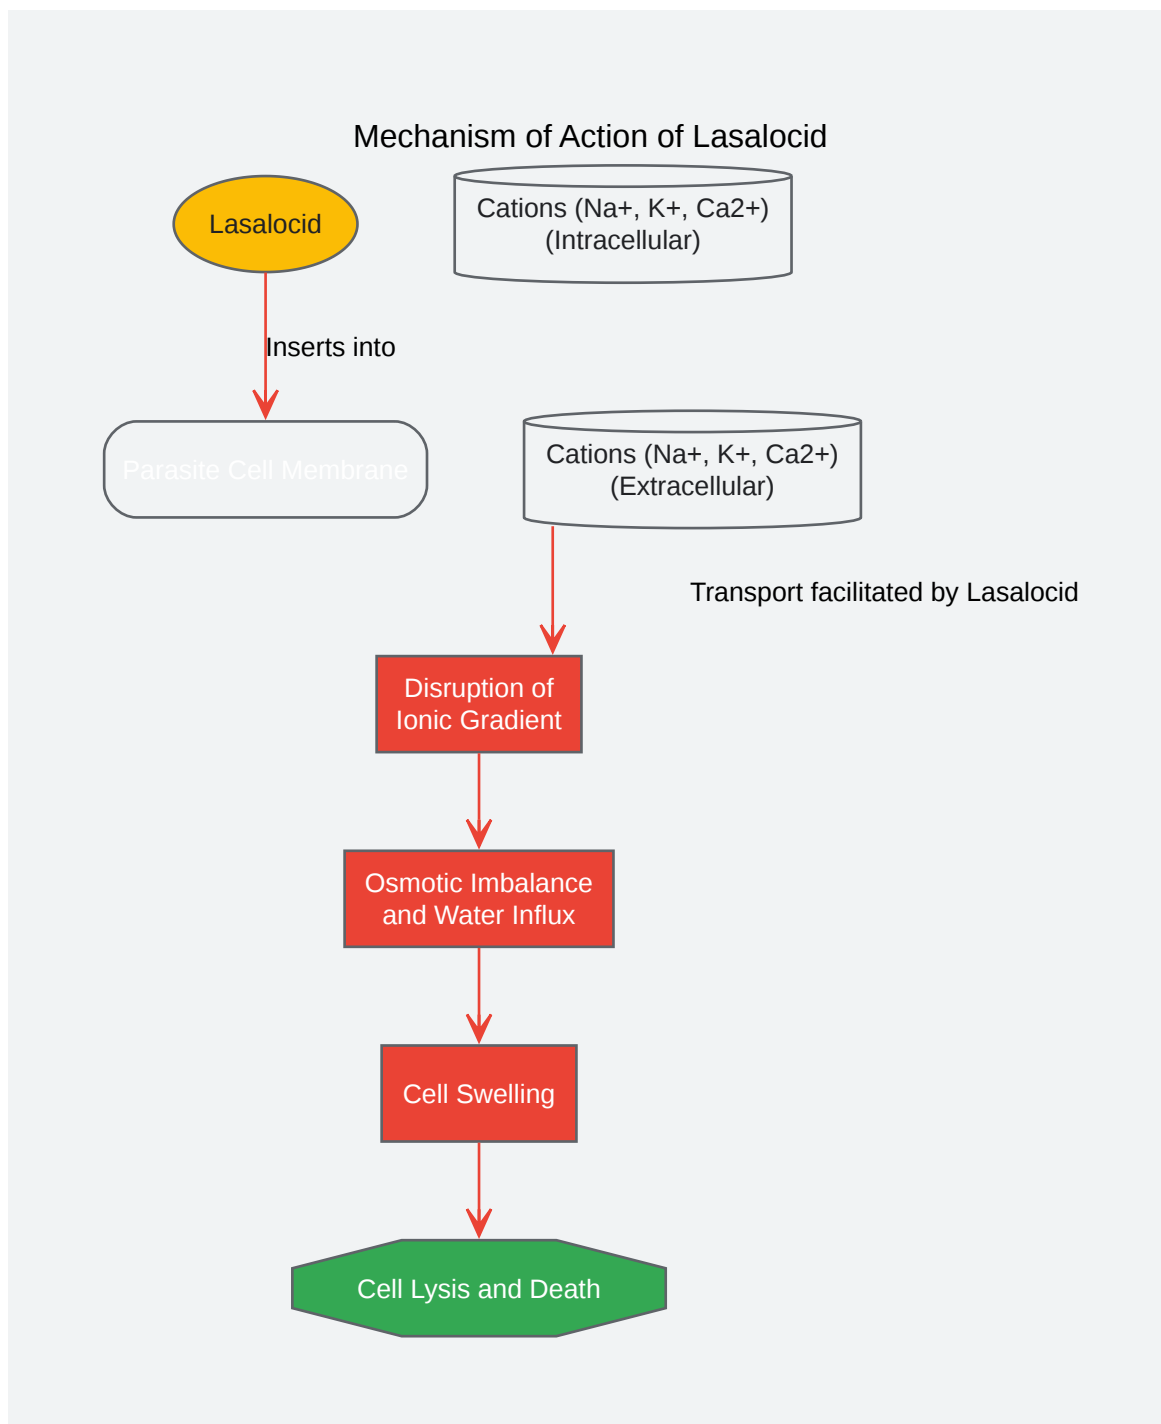 Mechanism of Action of Lasalocid
Lasalocid
Cations (Na+, K+, Ca2+)
(Intracellular)
Inserts into
Parasite Cell Membrane
Cations (Na+, K+, Ca2+)
(Extracellular)
Transport facilitated by Lasalocid
Disruption of
Ionic Gradient
Osmotic Imbalance
and Water Influx
Cell Swelling
Cell Lysis and Death